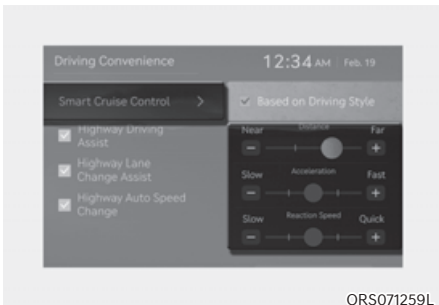 Driving Convenience
12:34 AM Feb. 19
Smart Cruise Control >
Based on Driving Style
Highway Driving
Assist
Highway Lane
Change Assist
Highway Auto Speed
Change
Near Distance Far
Slow Acceleration Fast
Slow Reaction Speed Quick
ORS071259L